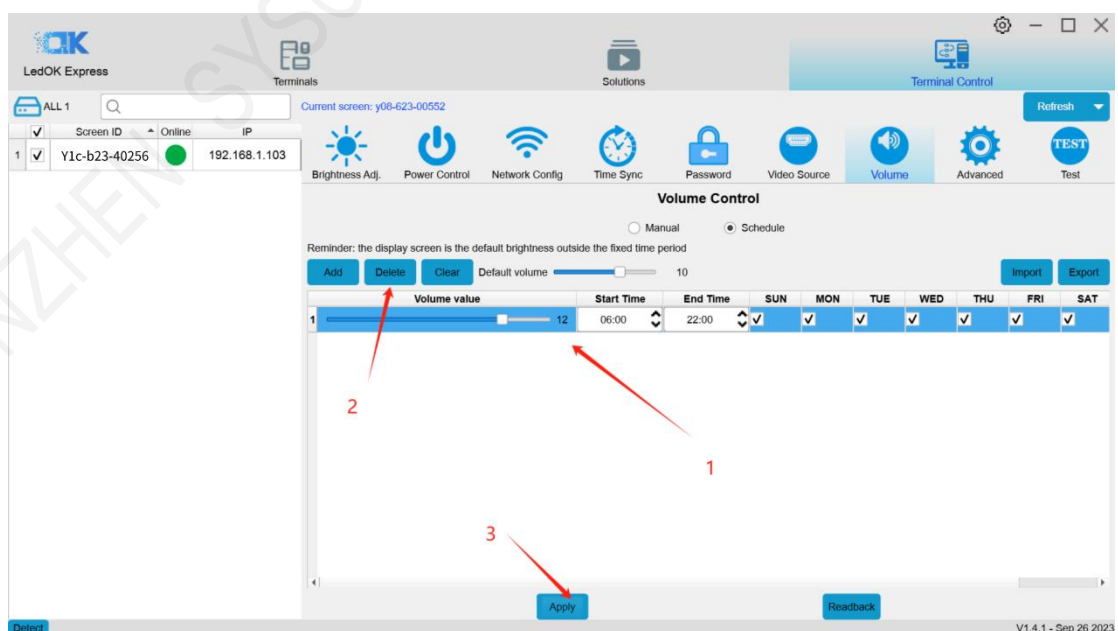 LedOK Express
Terminals
Solutions
Terminal Control
ALL 1
Current screen: y08-623-00552
Refresh
Screen ID Online IP
1 Y1c-b23-40256 192.168.1.103
Brightness Adj. Power Control Network Config Time Sync Password Video Source Volume Advanced Test
TEST
Volume Control
Manual Schedule
Reminder: the display screen is the default brightness outside the fixed time period
Add Delete Clear Default volume 10 Import Export
Volume value Start Time End Time SUN MON TUE WED THU FRI SAT
1 12 06:00 22:00
2
1
3
Apply Readback
Detect V1.4.1 - Sep 26 2023